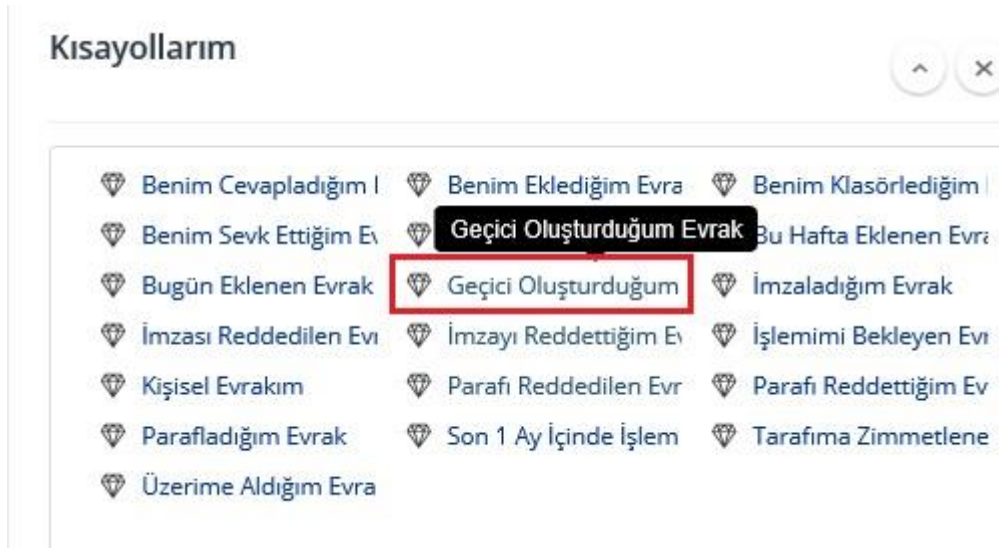 Kısayollarım
Benim Cevapladığım Benim Eklediğim Evra Benim Klasörlediğim
Benim Sevk Ettiğim Geçici Oluşturduğum Evrak Bu Hafta Eklenen Evra
Bugün Eklenen Evrak Geçici Oluşturduğum İmzaladığım Evrak
İmzası Reddedilen İmzayı Reddettiğim İşlemimi Bekleyen
Kişisel Evrakım Parafı Reddedilen Evr Parafı Reddettiğim Ev
Parafladığım Evrak Son 1 Ay İçinde İşlem Tarafıma Zimmetlene
Üzerime Aldığım Evra